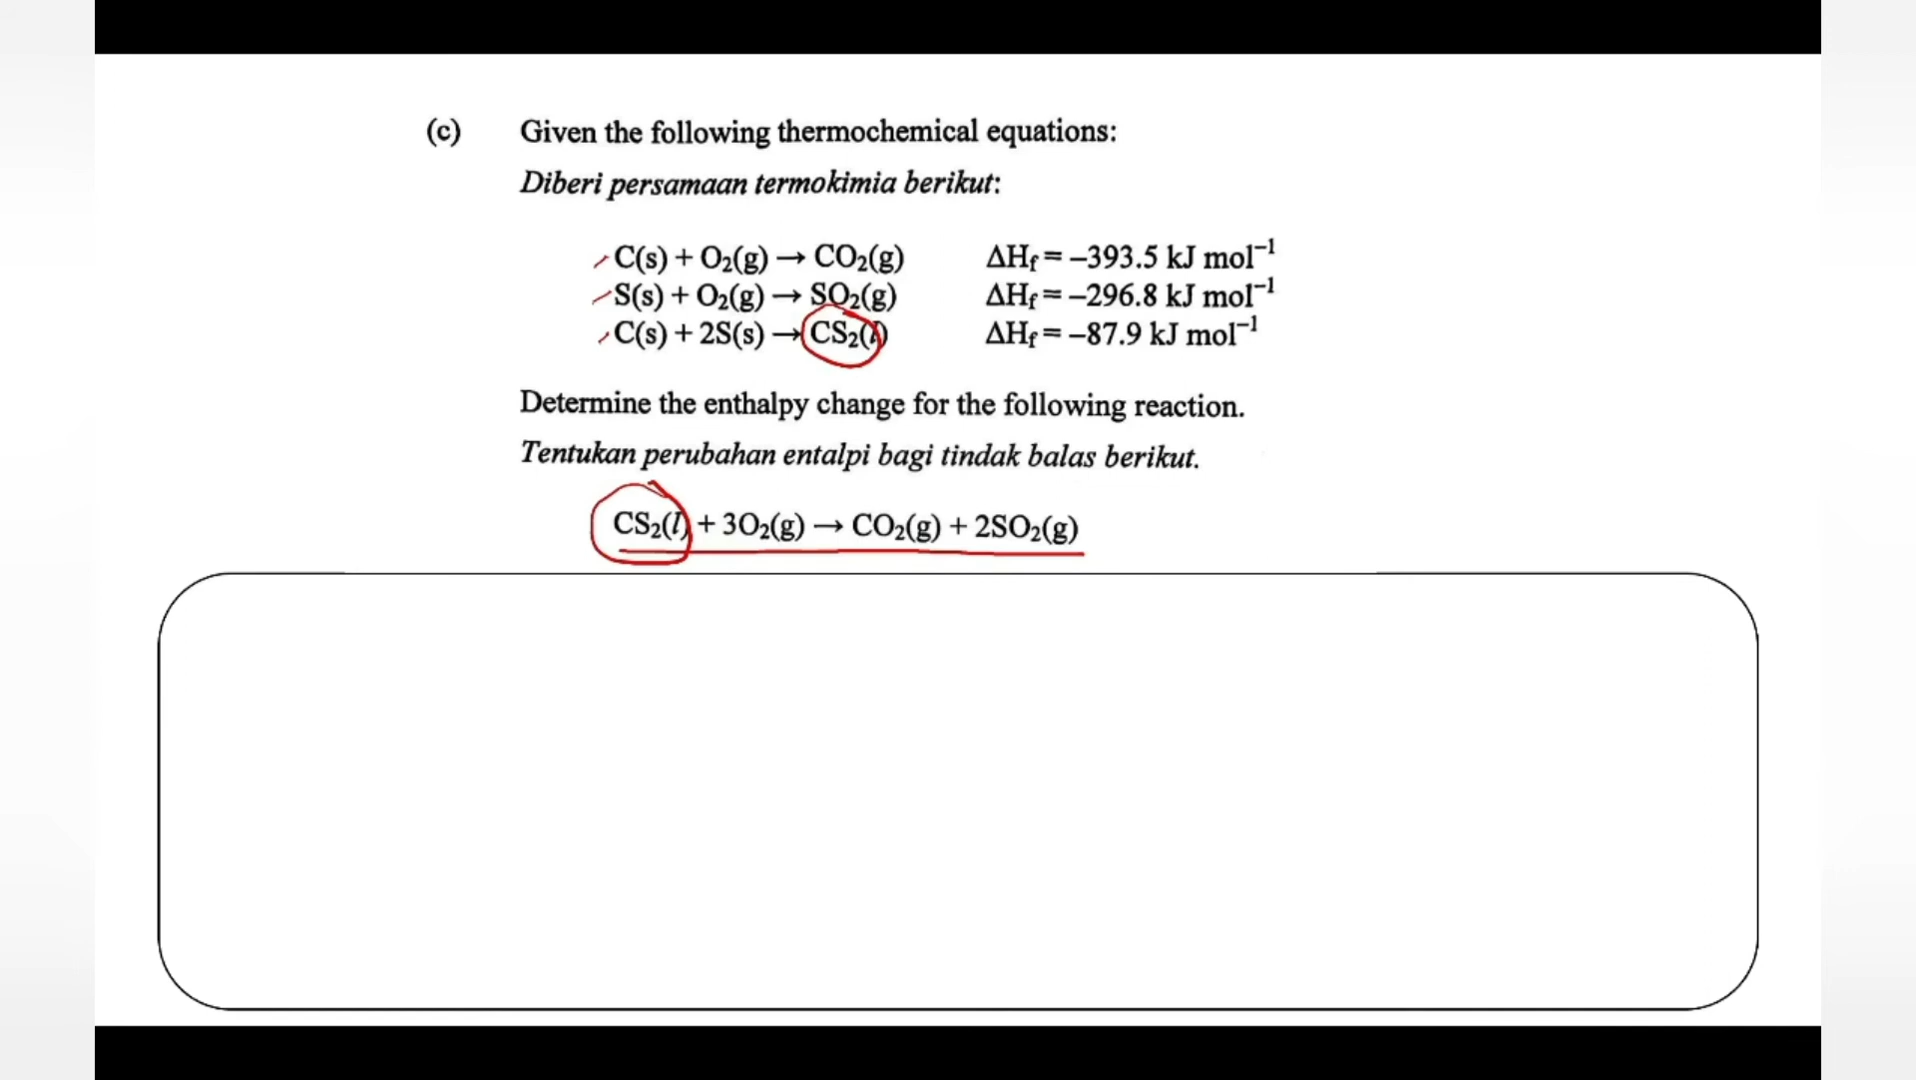 (c) Given the following thermochemical equations:
Diberi persamaan termokimia berikut:
C(s) + O₂(g) → CO₂(g) ΔHf = –393.5 kJ mol⁻¹
S(s) + O₂(g) → SO₂(g) ΔHf = –296.8 kJ mol⁻¹
C(s) + 2S(s) → CS₂(l) ΔHf = –87.9 kJ mol⁻¹
Determine the enthalpy change for the following reaction.
Tentukan perubahan entalpi bagi tindak balas berikut.
CS₂(l) + 3O₂(g) → CO₂(g) + 2SO₂(g)